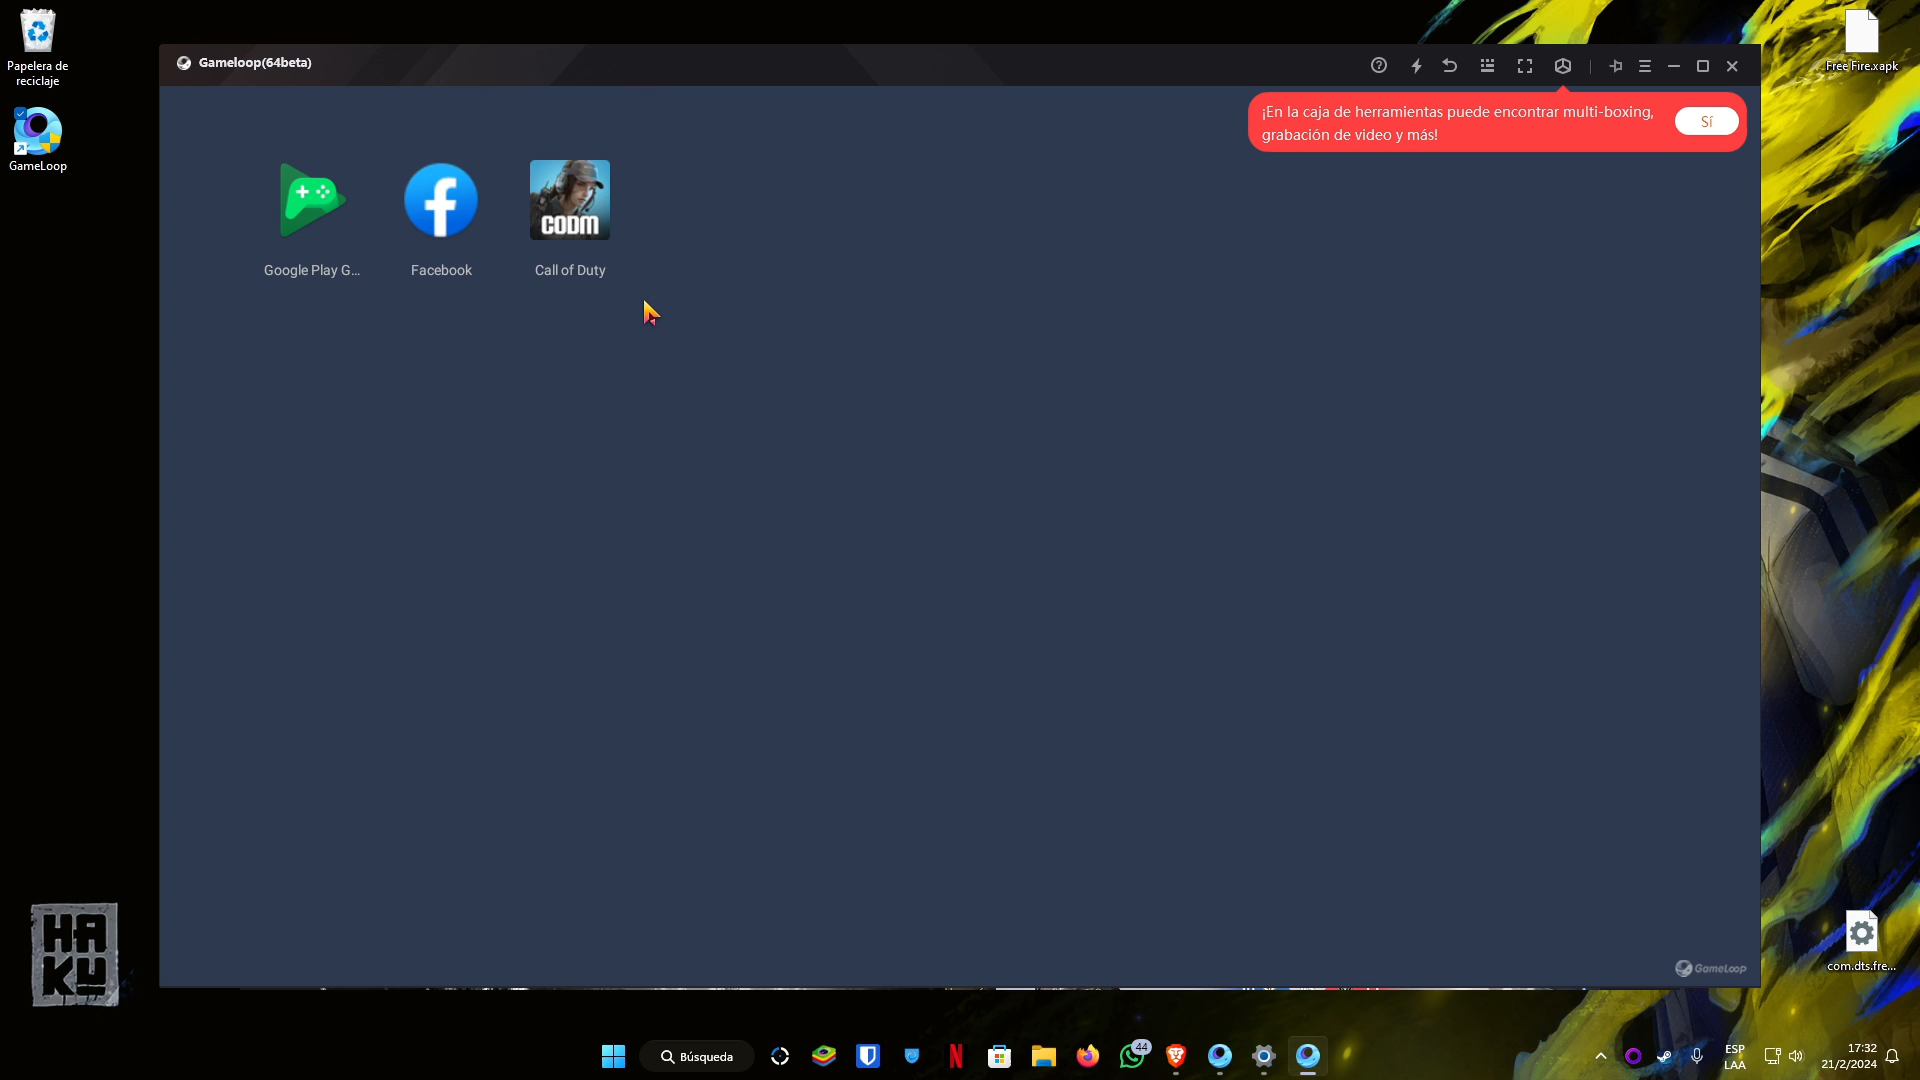 Papelera de
reciclaje
GameLoop
Gameloop(64beta)
¡En la caja de herramientas puede encontrar multi-boxing,
grabación de video y más!
Sí
Google Play G...
Facebook
CODM
Call of Duty
Free Fire.xapk
HA
KU
GameLoop
com.dts.fre...
Búsqueda
44
ESP
LAA
17:32
21/2/2024